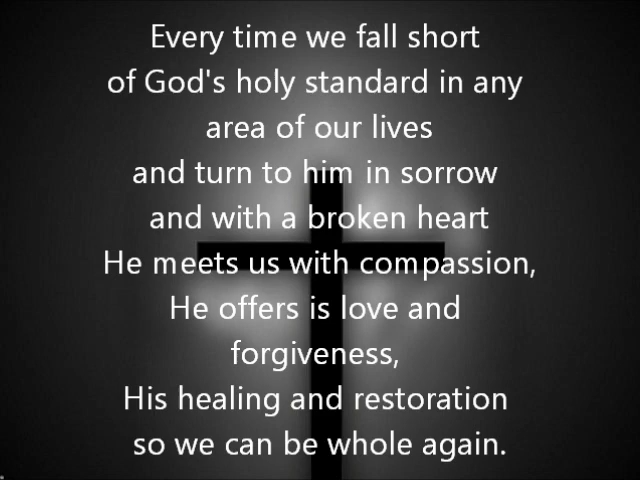 Every time we fall short
of God's holy standard in any
area of our lives
and turn to him in sorrow
and with a broken heart
He meets us with compassion,
He offers is love and
forgiveness,
His healing and restoration
so we can be whole again.